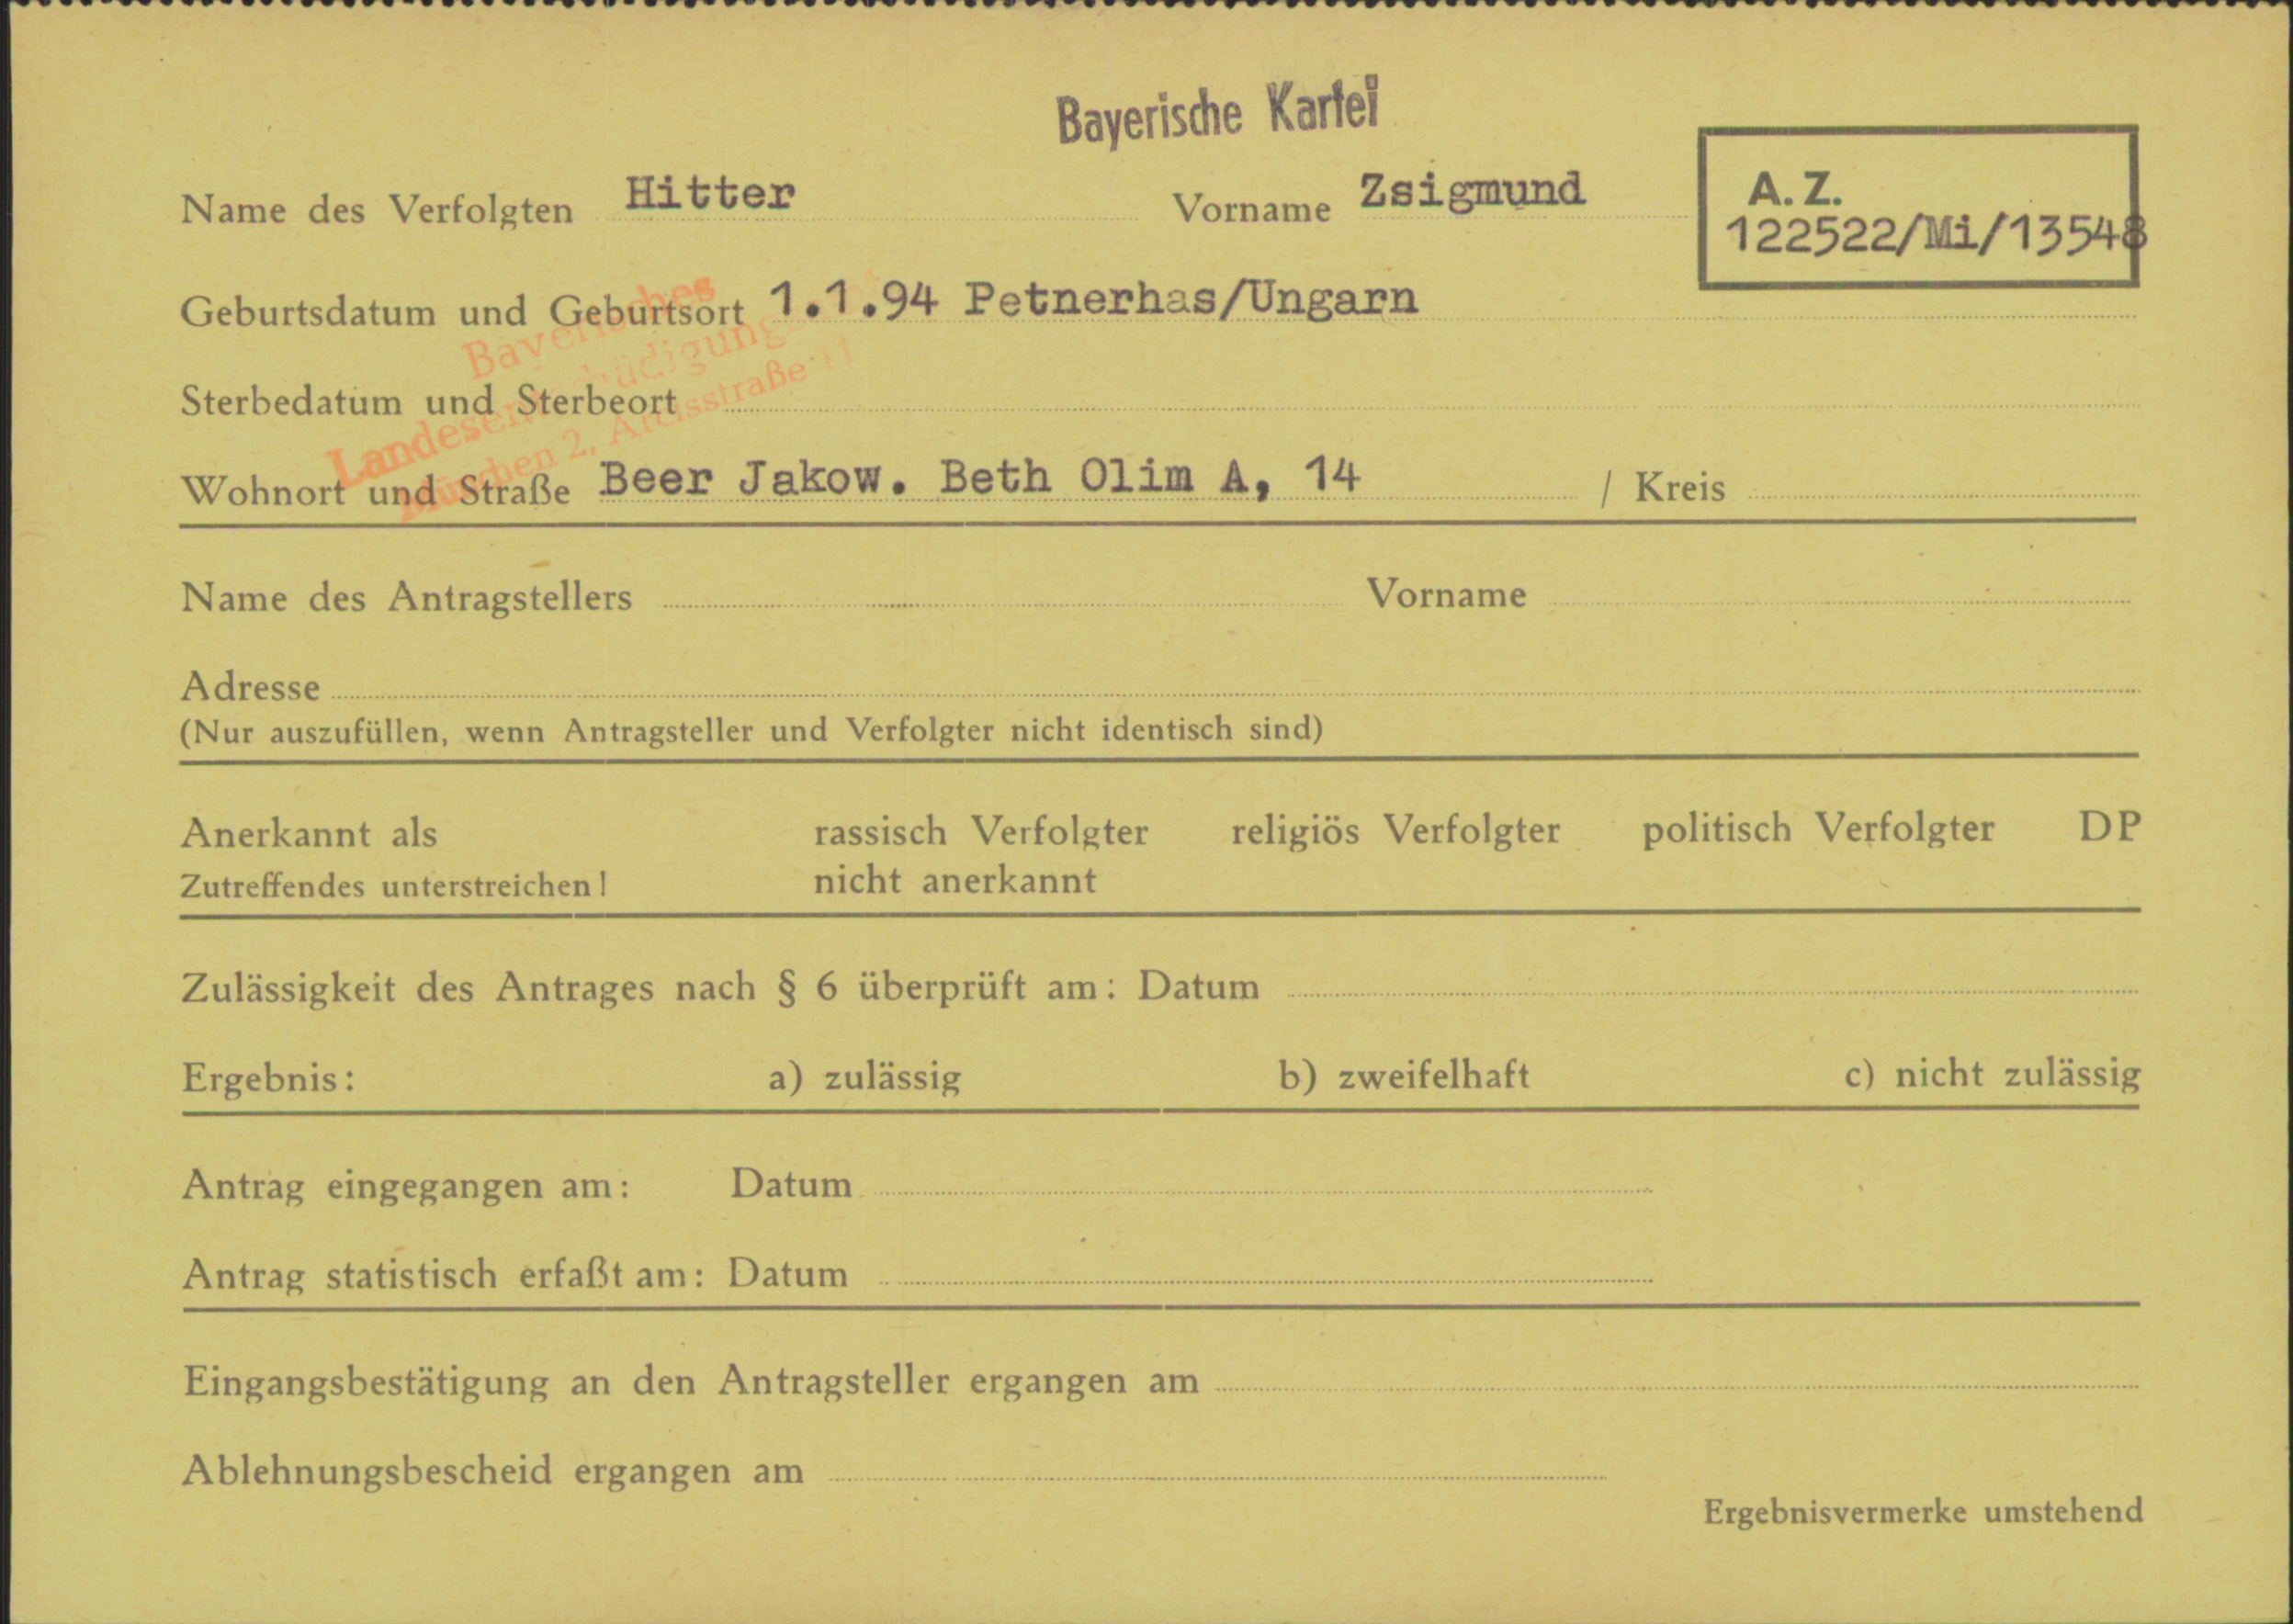 Bayerische Kartei
Name des Verfolgten Hitter Vorname Zsigmund
A. Z.
122522/Mi/13548
Geburtsdatum und Geburtsort 1.1.94 Petnerhas/Ungarn
Bayerisches
Landesentschädigungsamt
München 2, Arcisstraße 11
Sterbedatum und Sterbeort
Wohnort und Straße Beer Jakow. Beth Olim A, 14 / Kreis
Name des Antragstellers Vorname
Adresse
(Nur auszufüllen, wenn Antragsteller und Verfolgter nicht identisch sind)
Anerkannt als rassisch Verfolgter religiös Verfolgter politisch Verfolgter DP
Zutreffendes unterstreichen! nicht anerkannt
Zulässigkeit des Antrages nach § 6 überprüft am: Datum
Ergebnis: a) zulässig b) zweifelhaft c) nicht zulässig
Antrag eingegangen am: Datum
Antrag statistisch erfaßt am: Datum
Eingangsbestätigung an den Antragsteller ergangen am
Ablehnungsbescheid ergangen am
Ergebnisvermerke umstehend